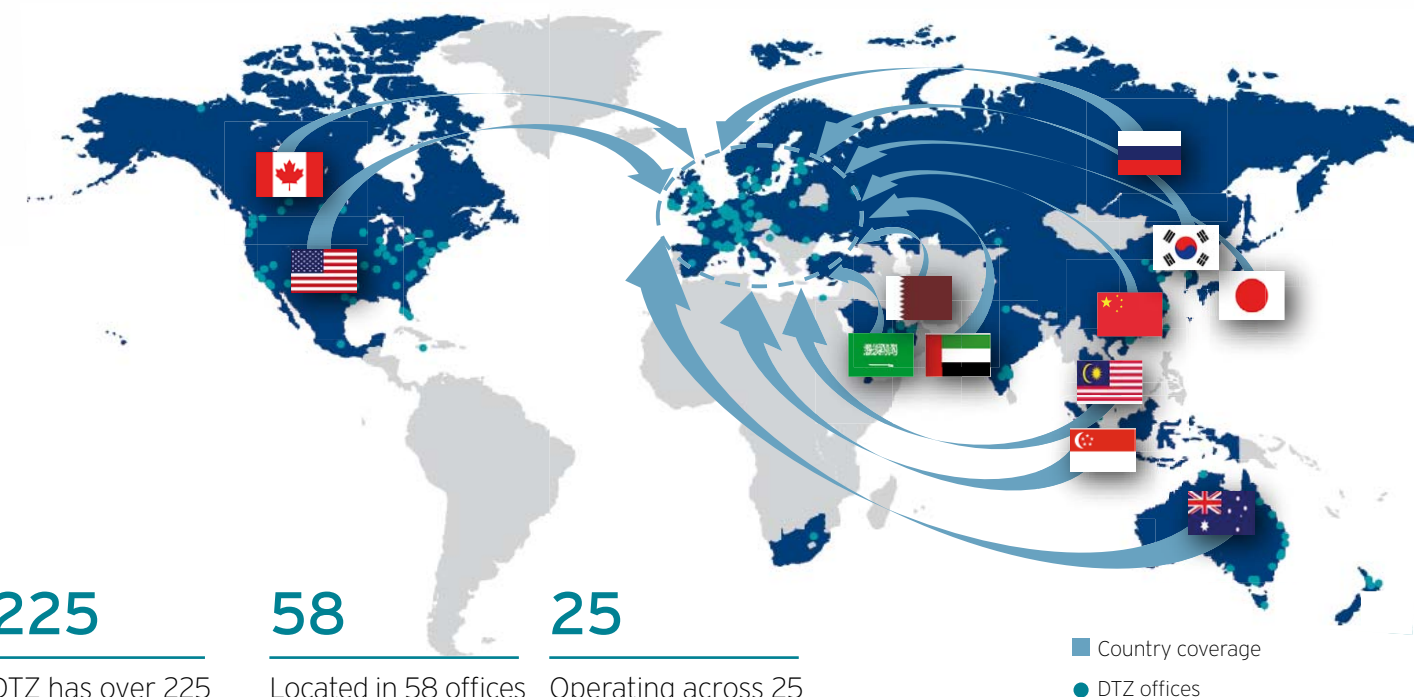 225
58
25
DTZ has over 225
Located in 58 offices
Operating across 25
Country coverage
DTZ offices